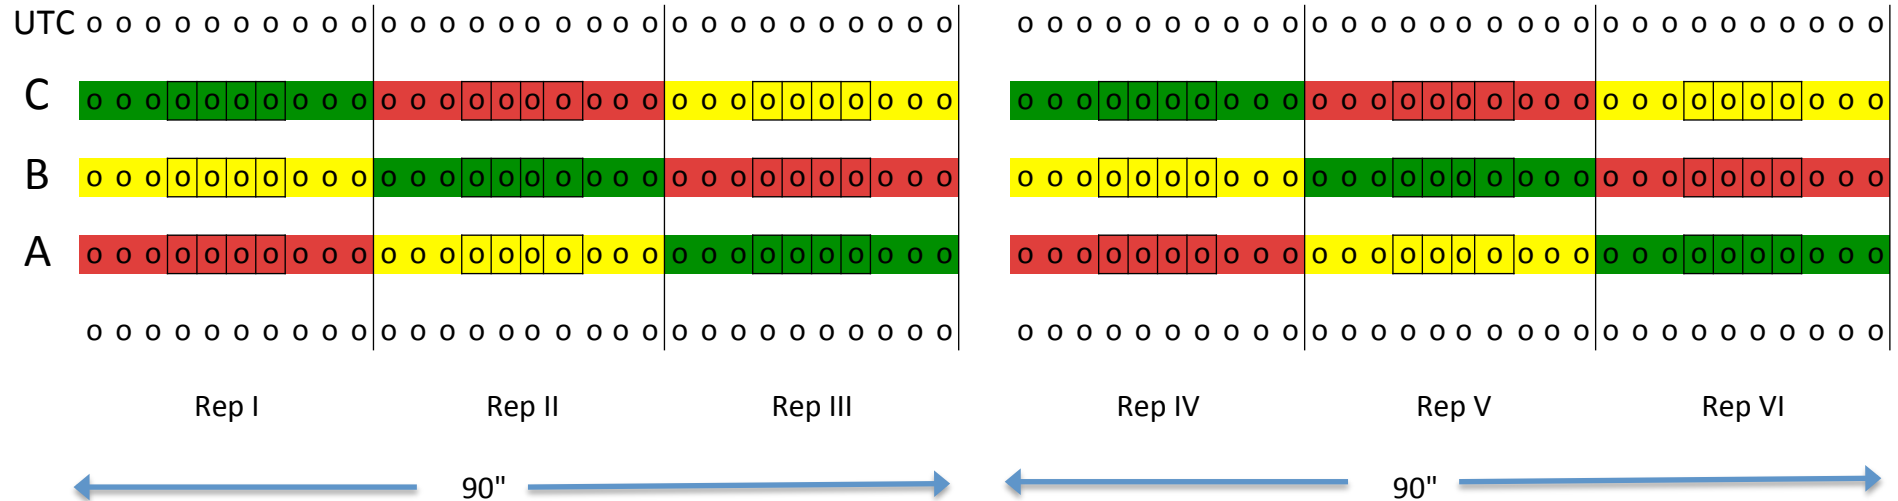 UTC o o o o o o o o o o o o o o o o o o o o o o o o o o o o o o o o o o o o o o o o o o o o o o o o o o o o o o o o o o o o
C o o o o o o o o o o o o o o o o o o o o o o o o o o o o o o o o o o o o o o o o o o o o o o o o o o o o o o o o o o o o
B o o o o o o o o o o o o o o o o o o o o o o o o o o o o o o o o o o o o o o o o o o o o o o o o o o o o o o o o o o o o
A o o o o o o o o o o o o o o o o o o o o o o o o o o o o o o o o o o o o o o o o o o o o o o o o o o o o o o o o o o o o
o o o o o o o o o o o o o o o o o o o o o o o o o o o o o o o o o o o o o o o o o o o o o o o o o o o o o o o o o o o o
Rep I Rep II Rep III Rep IV Rep V Rep VI
90" 90"